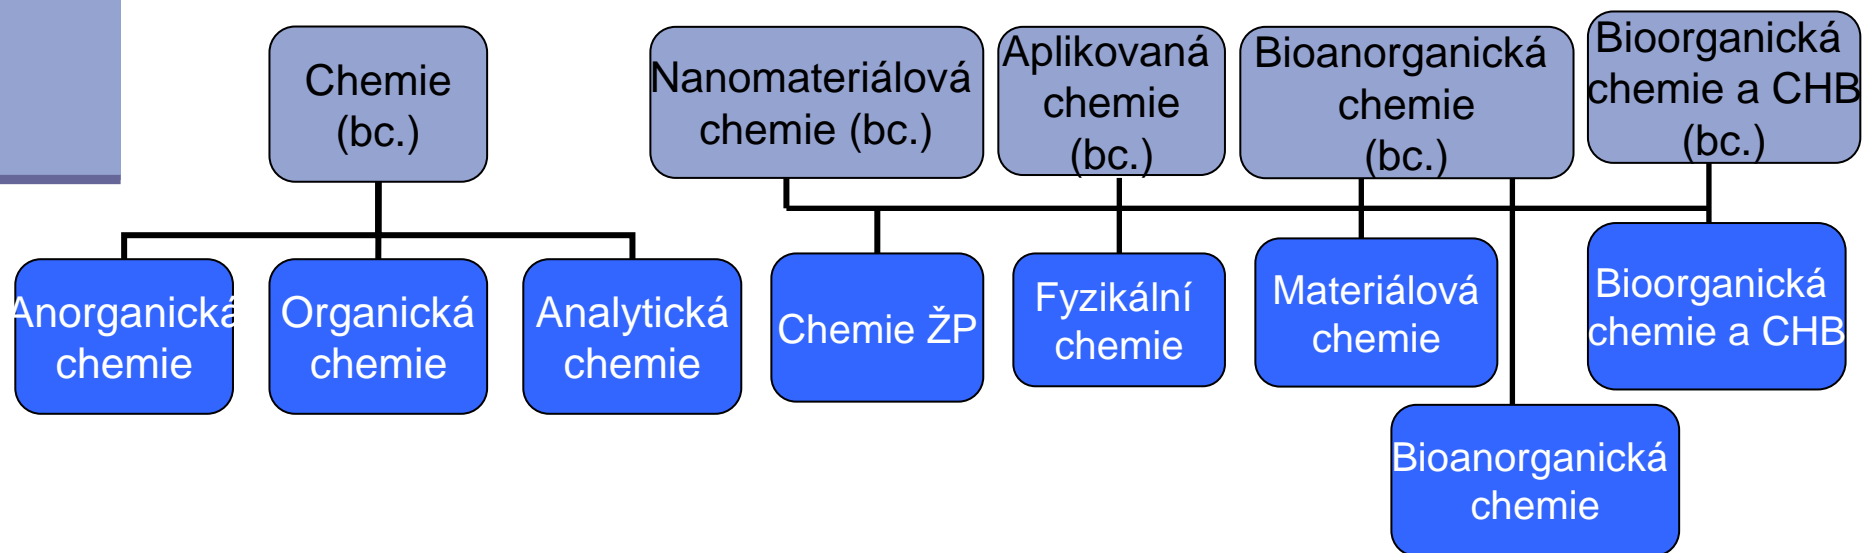 Chemie
(bc.)
Nanomateriálová
chemie (bc.)
Aplikovaná
chemie
(bc.)
Bioanorganická
chemie
(bc.)
Bioorganická
chemie a CHB
(bc.)
Anorganická
chemie
Organická
chemie
Analytická
chemie
Chemie ŽP
Fyzikální
chemie
Materiálová
chemie
Bioorganická
chemie a CHB
Bioanorganická
chemie